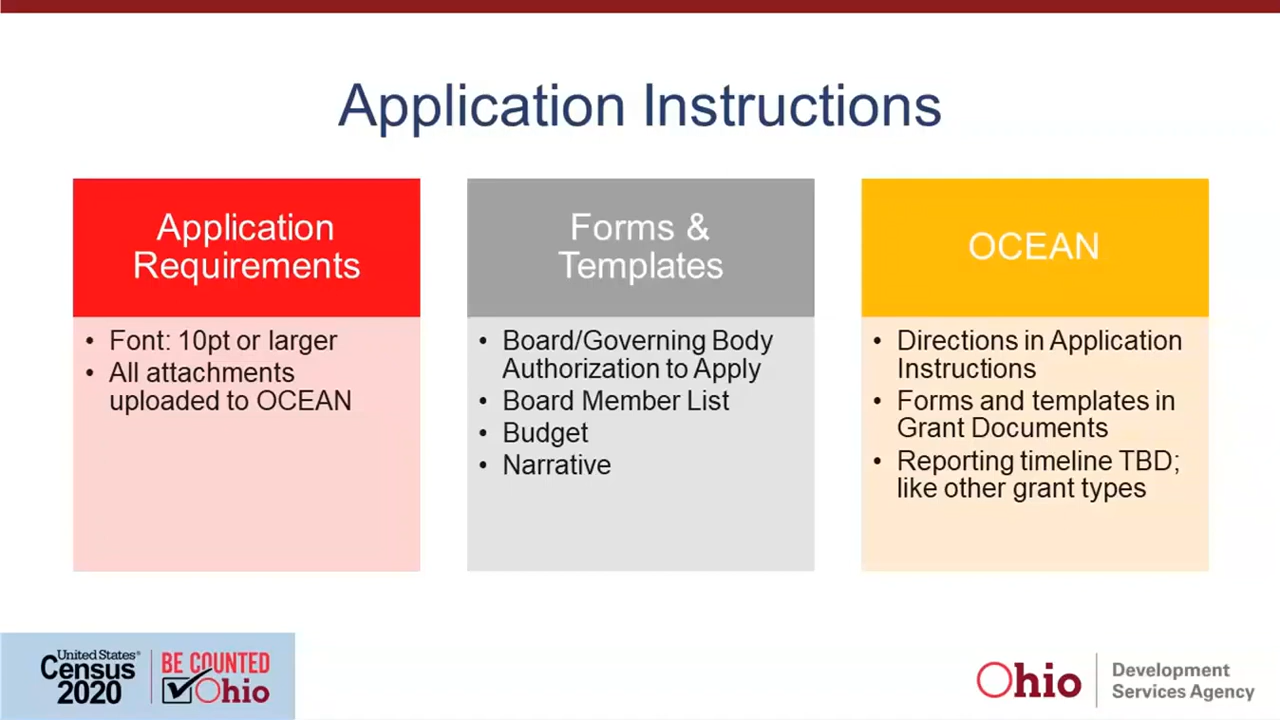 Application Instructions
Application
Requirements
• Font: 10pt or larger
• All attachments
uploaded to OCEAN
Forms &
Templates
• Board/Governing Body
Authorization to Apply
• Board Member List
• Budget
• Narrative
OCEAN
• Directions in Application
Instructions
• Forms and templates in
Grant Documents
• Reporting timeline TBD;
like other grant types
United States®
Census
2020
BE COUNTED
Ohio
Ohio
Development
Services Agency